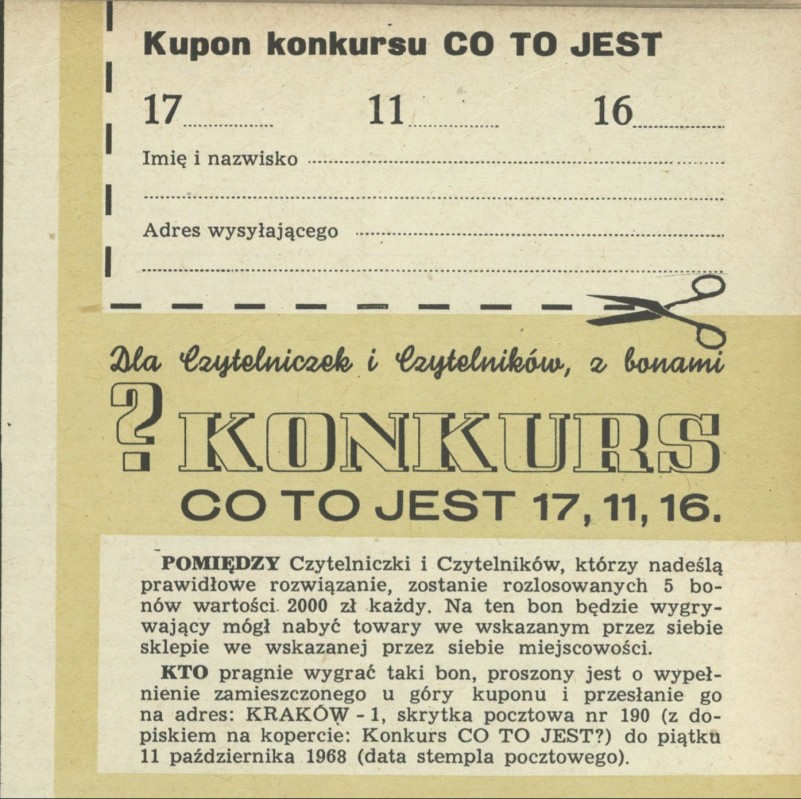 Kupon konkursu CO TO JEST
17.................... 11.................... 16....................
Imię i nazwisko ....................
Adres wysyłającego ....................
Dla Czytelniczek i Czytelników, z bonami
? KONKURS
CO TO JEST 17, 11, 16.
POMIĘDZY Czytelniczki i Czytelników, którzy nadeślą
prawidłowe rozwiązanie, zostanie rozlosowanych 5 bo-
nów wartości 2000 zł każdy. Na ten bon będzie wygry-
wający mógł nabyć towary we wskazanym przez siebie
sklepie we wskazanej przez siebie miejscowości.
KTO pragnie wygrać taki bon, proszony jest o wypeł-
nienie zamieszczonego u góry kuponu i przesłanie go
na adres: KRAKÓW - 1, skrytka pocztowa nr 190 (z do-
piskiem na kopercie: Konkurs CO TO JEST?) do piątku
11 października 1968 (data stempla pocztowego).